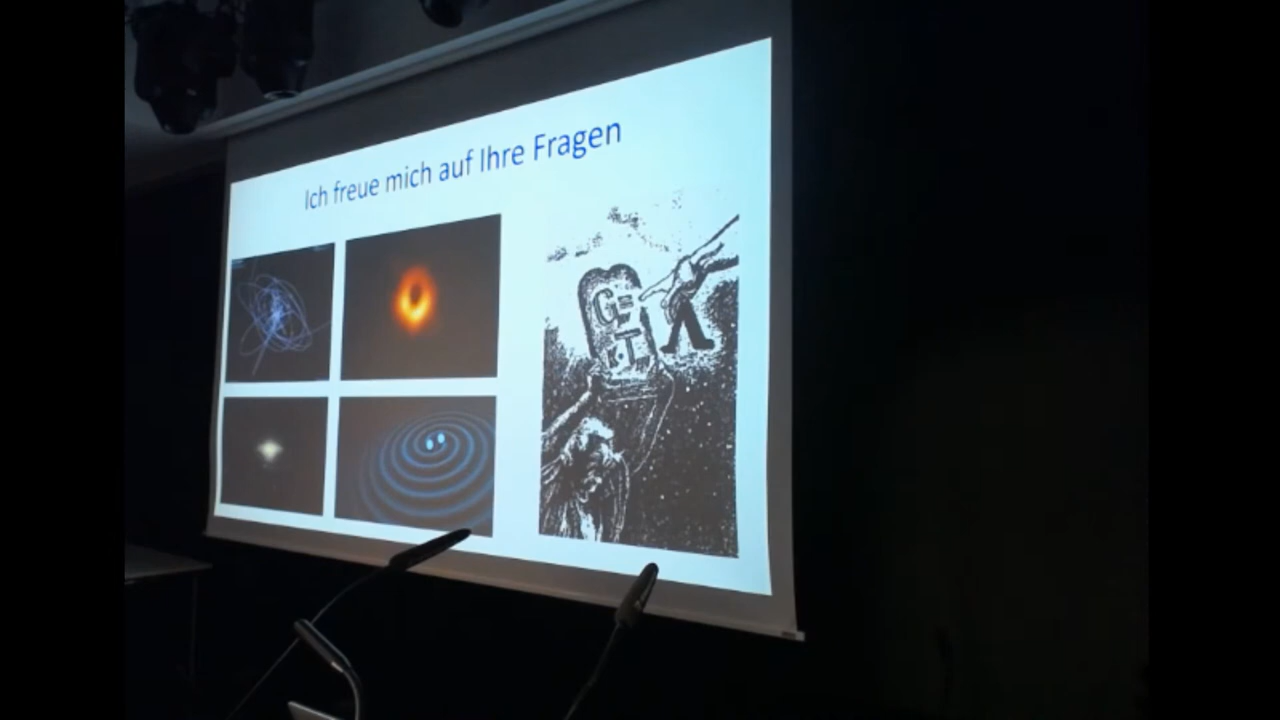 Ich freue mich auf Ihre Fragen
G=
κ·T